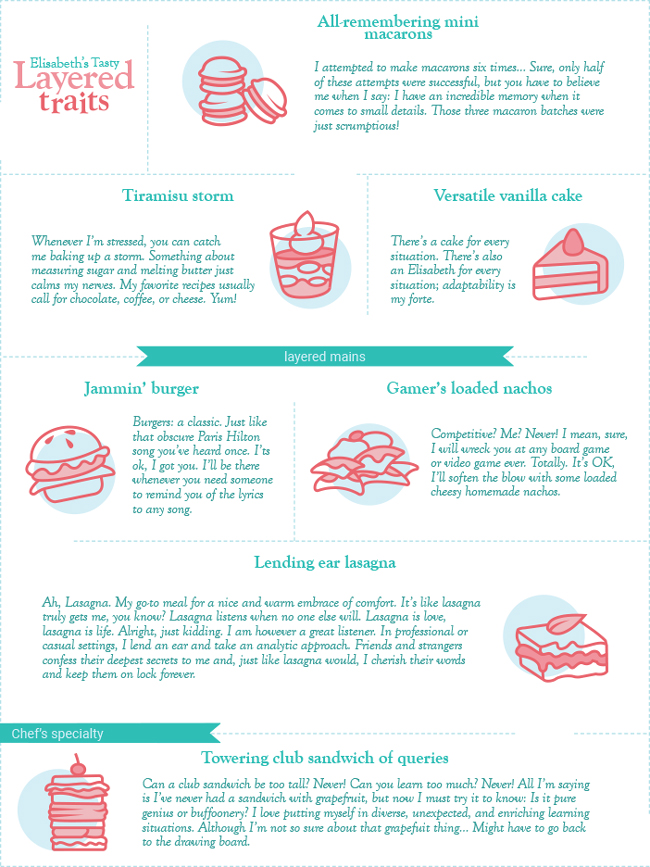 Elisabeth's Tasty
Layered
traits
All-remembering mini
macarons
I attempted to make macarons six times... Sure, only half
of these attempts were successful, but you have to believe
me when I say: I have an incredible memory when it
comes to small details. Those three macaron batches were
just scrumptious!
Tiramisu storm
Whenever I'm stressed, you can catch
me baking up a storm. Something about
measuring sugar and melting butter just
calms my nerves. My favorite recipes usually
call for chocolate, coffee, or cheese. Yum!
Versatile vanilla cake
There's a cake for every
situation. There's also
an Elisabeth for every
situation; adaptability is
my forte.
layered mains
Jammin' burger
Burgers: a classic. Just like
that obscure Paris Hilton
song you've heard once. I'ts
ok, I got you. I'll be there
whenever you need someone
to remind you of the lyrics
to any song.
Gamer's loaded nachos
Competitive? Me? Never! I mean, sure,
I will wreck you at any board game
or video game ever. Totally. It's OK,
I'll soften the blow with some loaded
cheesy homemade nachos.
Lending ear lasagna
Ah, Lasagna. My go-to meal for a nice and warm embrace of comfort. It's like lasagna
truly gets me, you know? Lasagna listens when no one else will. Lasagna is love,
lasagna is life. Alright, just kidding. I am however a great listener. In professional or
casual settings, I lend an ear and take an analytic approach. Friends and strangers
confess their deepest secrets to me and, just like lasagna would, I cherish their words
and keep them on lock forever.
Chef's specialty
Towering club sandwich of queries
Can a club sandwich be too tall? Never! Can you learn too much? Never! All I'm saying
is I've never had a sandwich with grapefruit, but now I must try it to know: Is it pure
genius or buffoonery? I love putting myself in diverse, unexpected, and enriching learning
situations. Although I'm not so sure about that grapefuit thing... Might have to go back
to the drawing board.